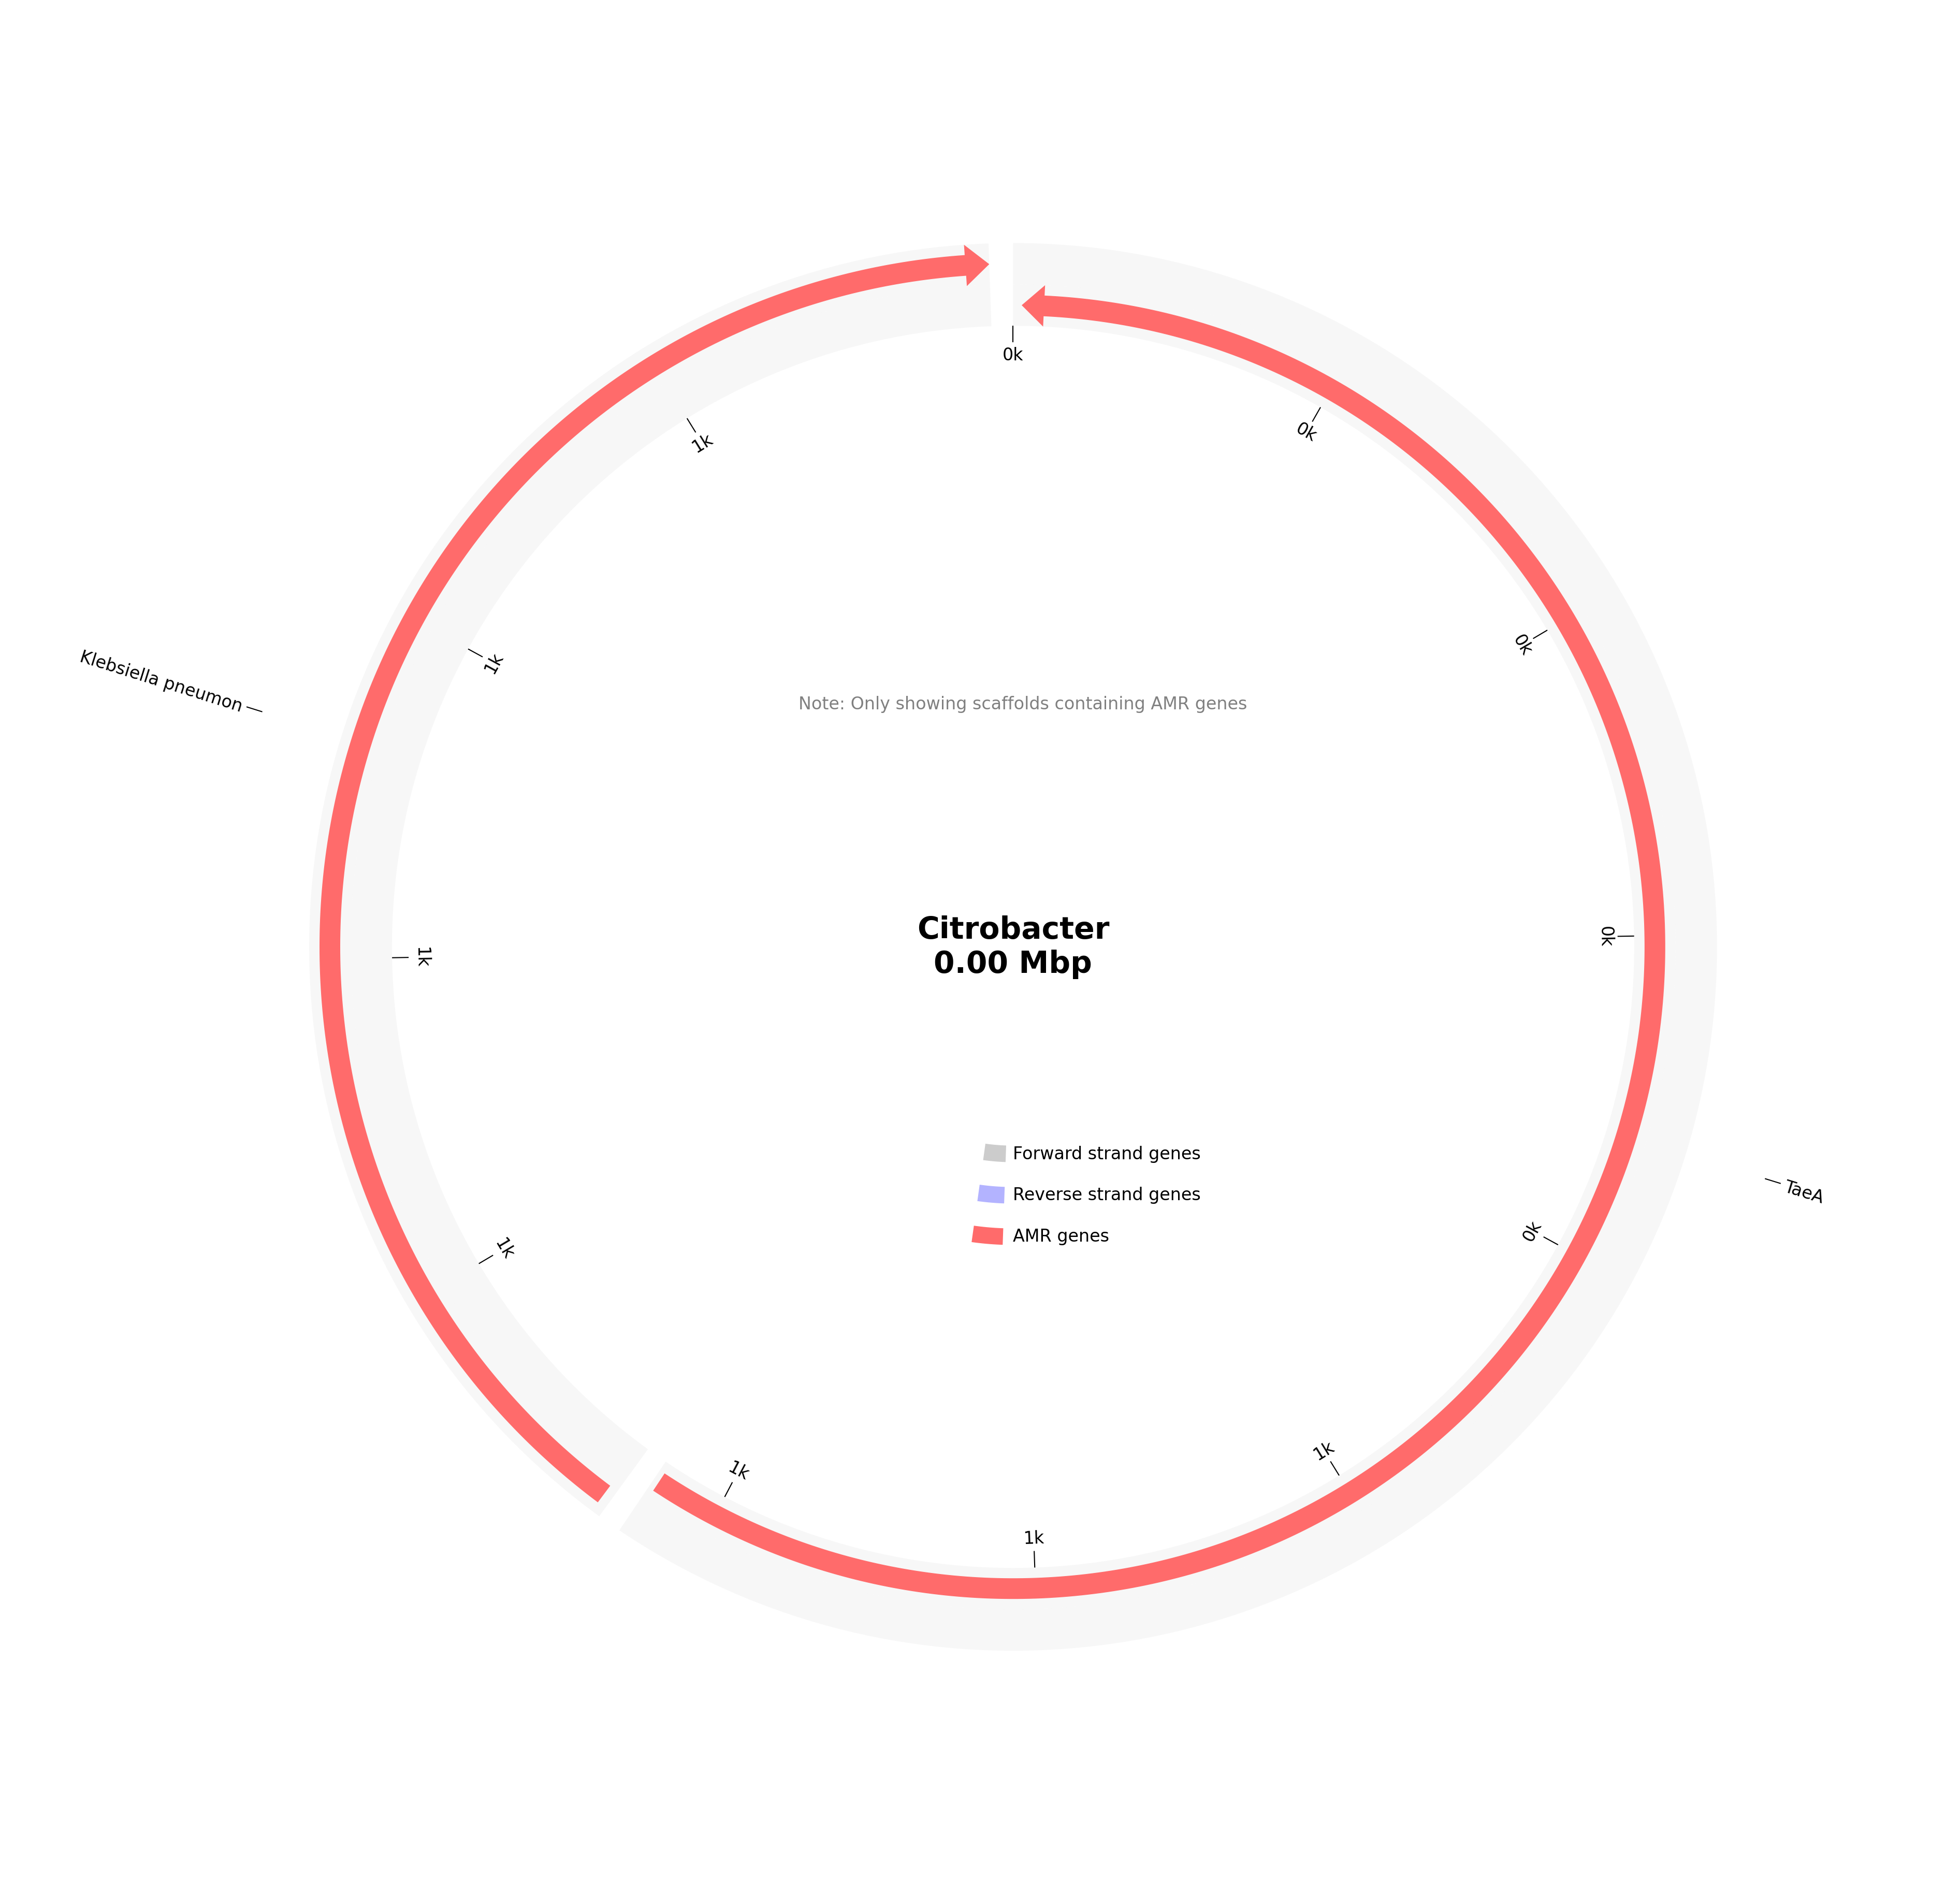 0k
0k
1k
0k
Klebsiella pneumon
1k
Note: Only showing scaffolds containing AMR genes
Citrobacter
0.00 Mbp
0k
1k
Forward strand genes
Reverse strand genes
AMR genes
TaeA
0k
1k
1k
1k
1k